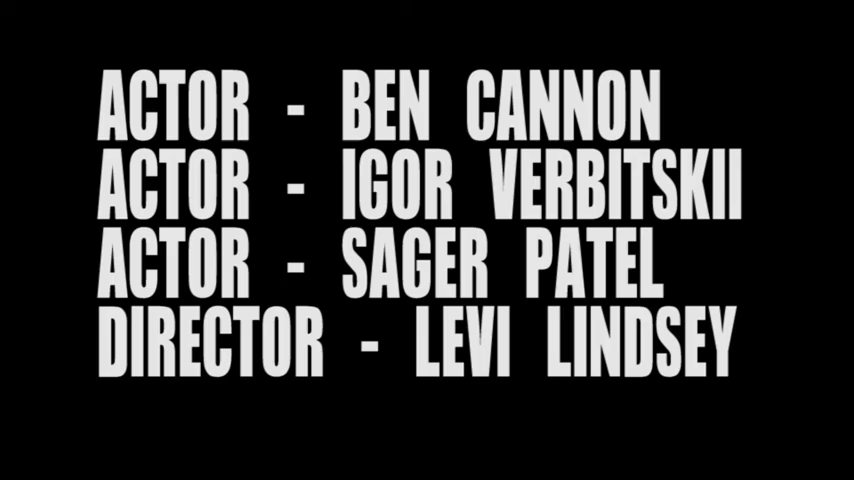 ACTOR - BEN CANNON
ACTOR - IGOR VERBITSKII
ACTOR - SAGER PATEL
DIRECTOR - LEVI LINDSEY